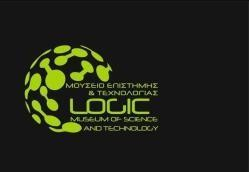 ΜΟΥΣΕΙΟ ΕΠΙΣΤΗΜΗΣ
& ΤΕΧΝΟΛΟΓΙΑΣ
LOGIC
MUSEUM OF SCIENCE
AND TECHNOLOGY